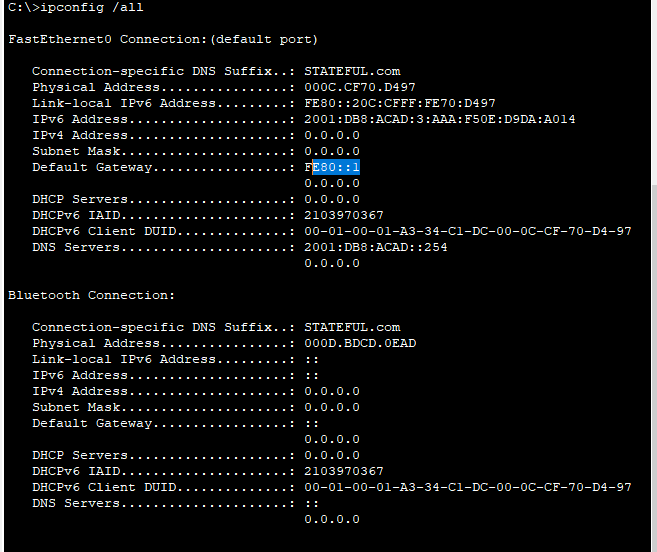 C:\>ipconfig /all
FastEthernet0 Connection:(default port)
Connection-specific DNS Suffix..: STATEFUL.com
Physical Address................: 000C.CF70.D497
Link-local IPv6 Address.........: FE80::20C:CFFF:FE70:D497
IPv6 Address....................: 2001:DB8:ACAD:3:AAA:F50E:D9DA:A014
IPv4 Address....................: 0.0.0.0
Subnet Mask.....................: 0.0.0.0
Default Gateway.................: FE80::1
0.0.0.0
DHCP Servers....................: 0.0.0.0
DHCPv6 IAID.....................: 2103970367
DHCPv6 Client DUID..............: 00-01-00-01-A3-34-C1-DC-00-0C-CF-70-D4-97
DNS Servers.....................: 2001:DB8:ACAD::254
0.0.0.0
Bluetooth Connection:
Connection-specific DNS Suffix..: STATEFUL.com
Physical Address................: 000D.BDCD.0EAD
Link-local IPv6 Address.........: ::
IPv6 Address....................: ::
IPv4 Address....................: 0.0.0.0
Subnet Mask.....................: 0.0.0.0
Default Gateway.................: ::
0.0.0.0
DHCP Servers....................: 0.0.0.0
DHCPv6 IAID.....................: 2103970367
DHCPv6 Client DUID..............: 00-01-00-01-A3-34-C1-DC-00-0C-CF-70-D4-97
DNS Servers.....................: ::
0.0.0.0